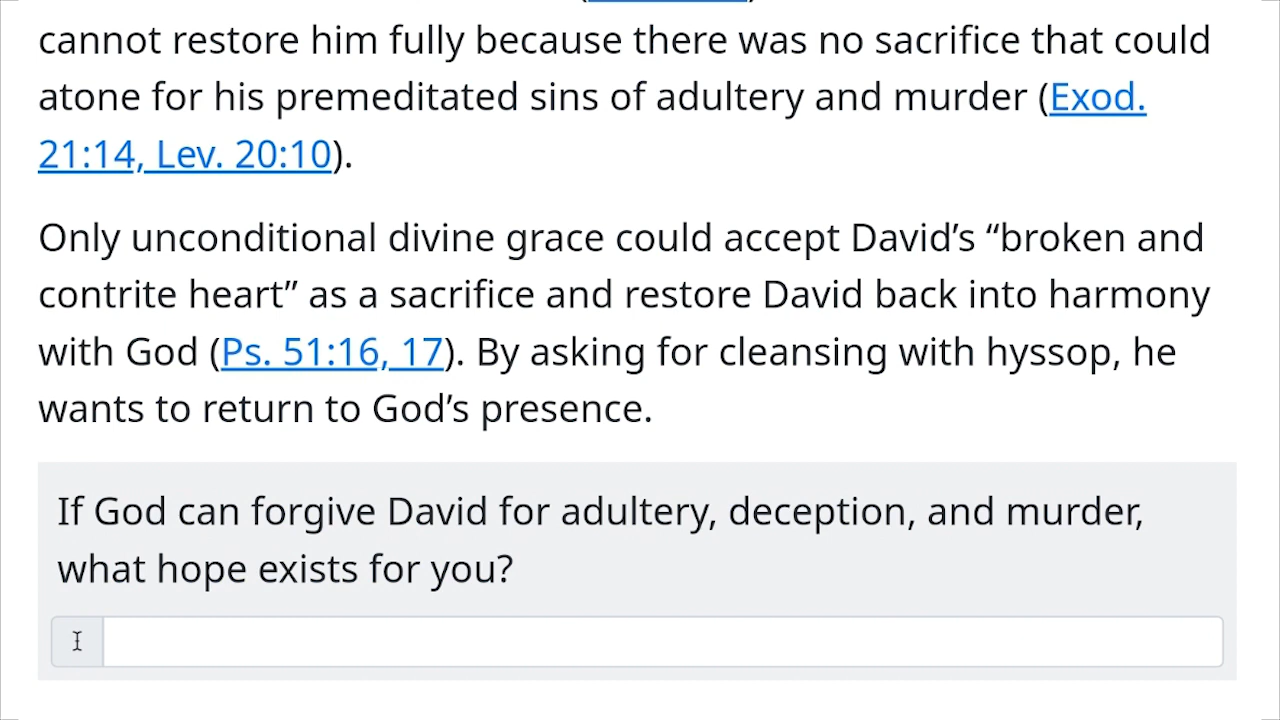 cannot restore him fully because there was no sacrifice that could
atone for his premeditated sins of adultery and murder (Exod.
21:14, Lev. 20:10).
Only unconditional divine grace could accept David’s “broken and
contrite heart” as a sacrifice and restore David back into harmony
with God (Ps. 51:16, 17). By asking for cleansing with hyssop, he
wants to return to God’s presence.
If God can forgive David for adultery, deception, and murder,
what hope exists for you?